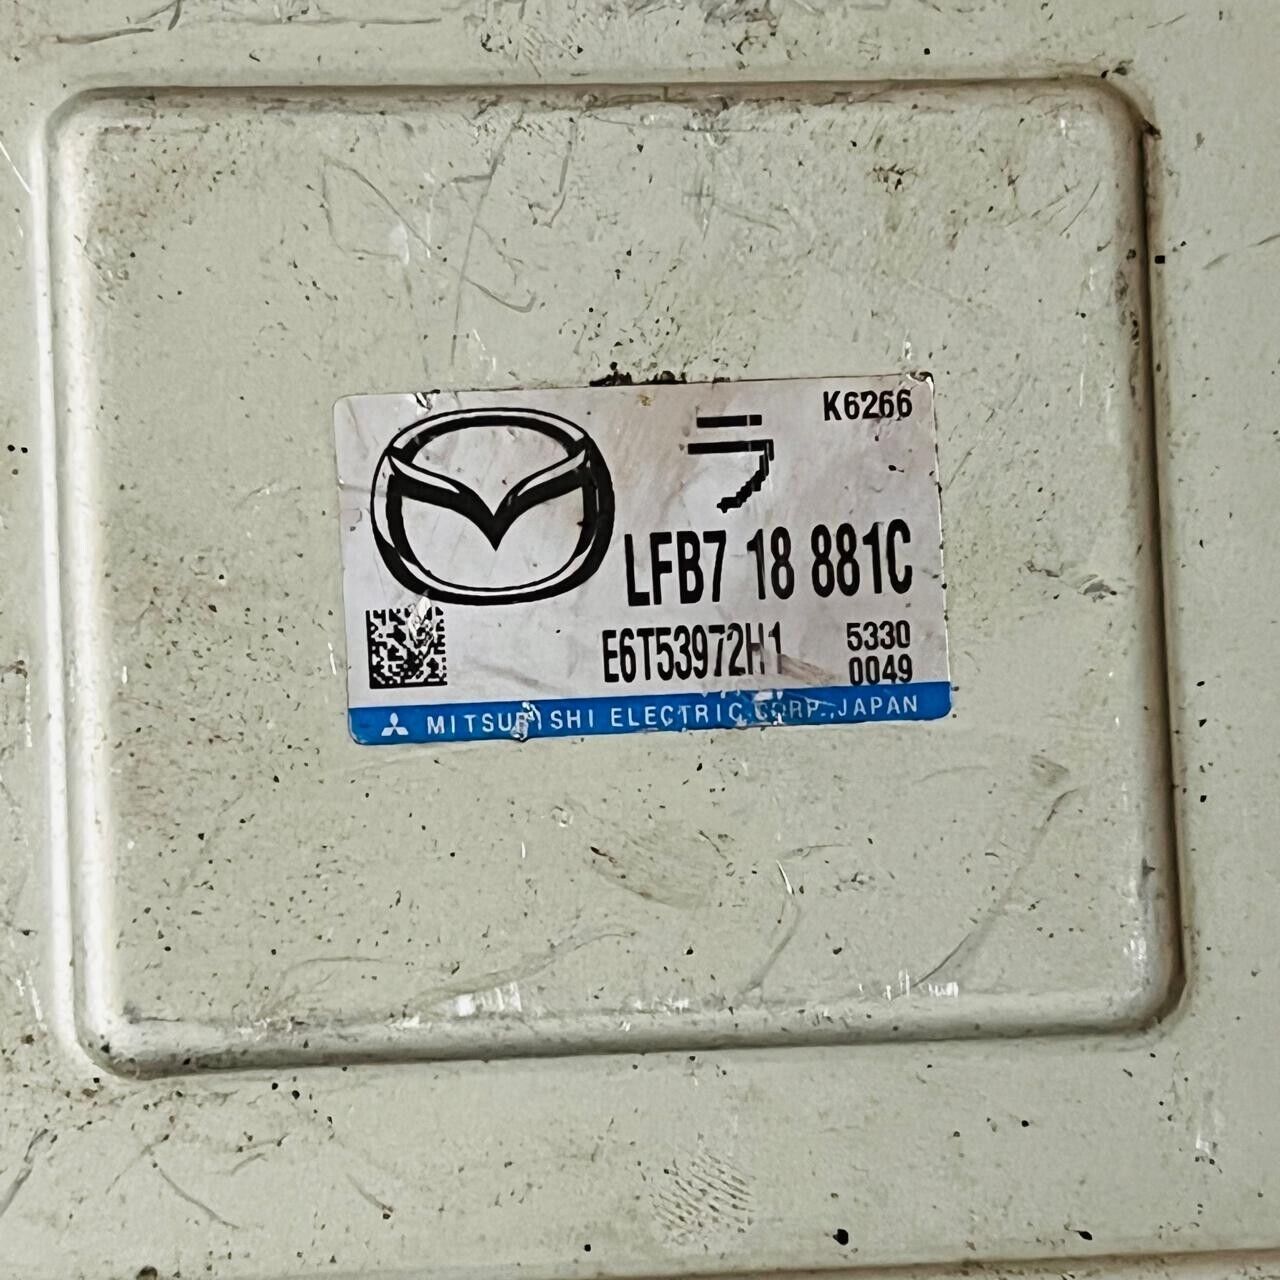 K6266
ラ
LFB7 18 881C
E6T53972H1 5330
0049
MITSUBISHI ELECTRIC CORP.,JAPAN